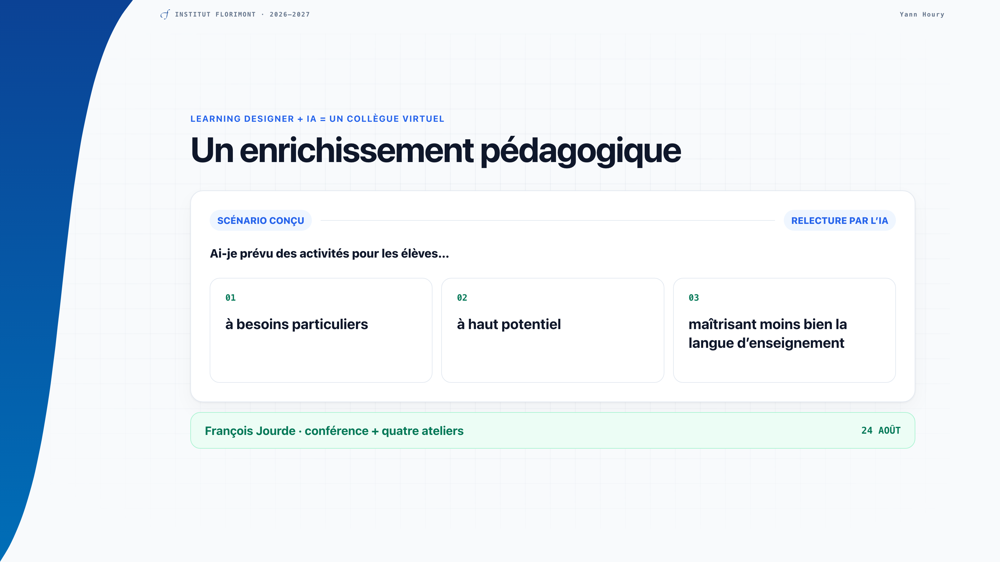 INSTITUT FLORIMONT · 2026–2027
Yann Houry
LEARNING DESIGNER + IA = UN COLLÈGUE VIRTUEL
Un enrichissement pédagogique
SCÉNARIO CONÇU
RELECTURE PAR L’IA
Ai-je prévu des activités pour les élèves…
01
à besoins particuliers
02
à haut potentiel
03
maîtrisant moins bien la
langue d’enseignement
François Jourde · conférence + quatre ateliers
24 AOÛT